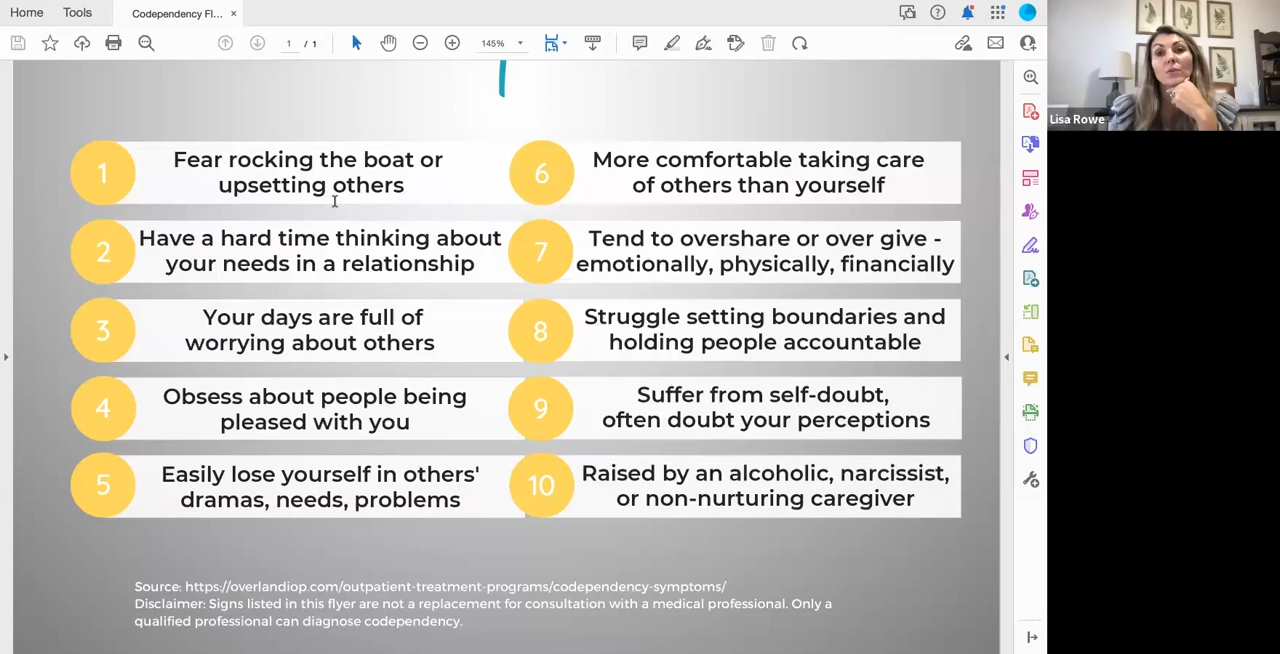 Home
Tools
Codependency Fl...
×
1 / 1
145%
1
Fear rocking the boat or
upsetting others
2
Have a hard time thinking about
your needs in a relationship
3
Your days are full of
worrying about others
4
Obsess about people being
pleased with you
5
Easily lose yourself in others'
dramas, needs, problems
6
More comfortable taking care
of others than yourself
7
Tend to overshare or over give -
emotionally, physically, financially
8
Struggle setting boundaries and
holding people accountable
9
Suffer from self-doubt,
often doubt your perceptions
10
Raised by an alcoholic, narcissist,
or non-nurturing caregiver
Source: https://overlandiop.com/outpatient-treatment-programs/codependency-symptoms/
Disclaimer: Signs listed in this flyer are not a replacement for consultation with a medical professional. Only a
qualified professional can diagnose codependency.
Lisa Rowe